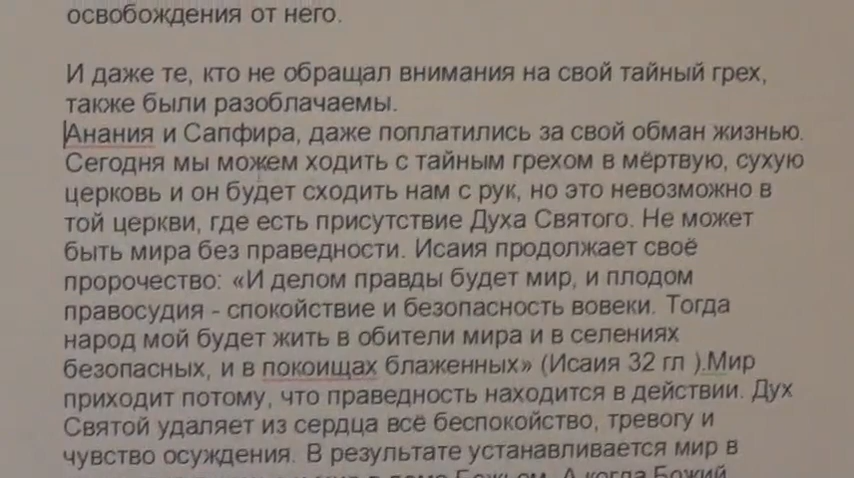 освобождения от него.
И даже те, кто не обращал внимания на свой тайный грех,
также были разоблачаемы.
Анания и Сапфира, даже поплатились за свой обман жизнью.
Сегодня мы можем ходить с тайным грехом в мёртвую, сухую
церковь и он будет сходить нам с рук, но это невозможно в
той церкви, где есть присутствие Духа Святого. Не может
быть мира без праведности. Исаия продолжает своё
пророчество: «И делом правды будет мир, и плодом
правосудия - спокойствие и безопасность вовеки. Тогда
народ мой будет жить в обители мира и в селениях
безопасных, и в покоищах блаженных» (Исаия 32 гл ).Мир
приходит потому, что праведность находится в действии. Дух
Святой удаляет из сердца всё беспокойство, тревогу и
чувство осуждения. В результате устанавливается мир в
Божьем. А когда Божий